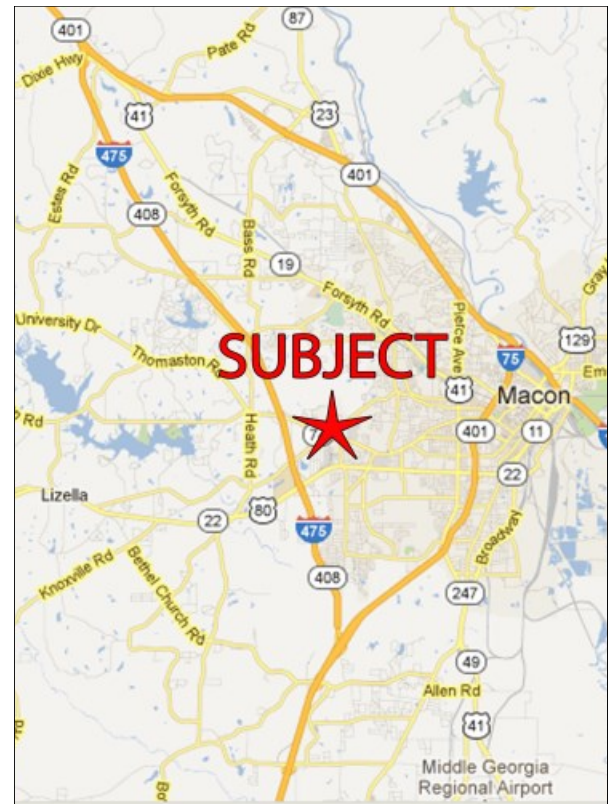 87
401
Pate Rd
Dixie Hwy
41
23
475
401
Estes Rd
408
Forsyth Rd
Bass Rd
19
Forsyth Rd
Pierce Ave
University Dr
129
Thomaston
SUBJECT
75
41
Macon
Rd
Heath Rd
401
11
22
Lizella
80
22
475
Broadway
Knoxville Rd
Bethel Church Rd
408
247
49
Allen Rd
41
Middle Georgia
Regional Airport